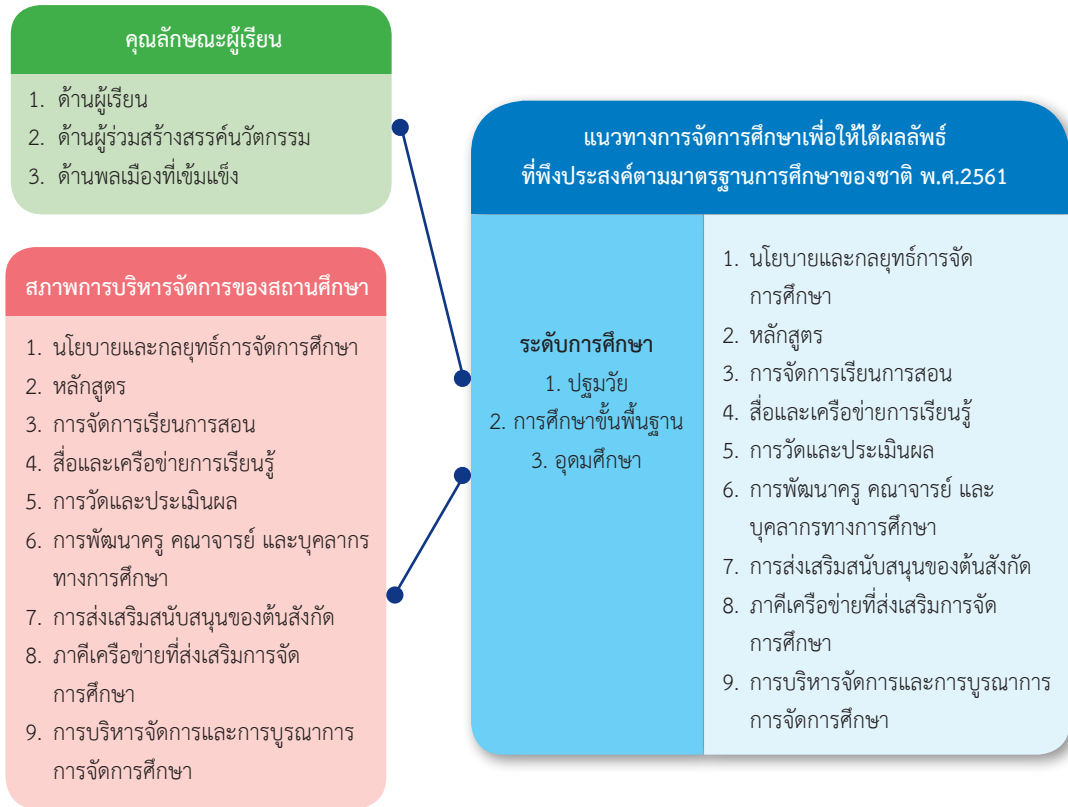 คุณลักษณะผู้เรียน
1. ด้านผู้เรียน
2. ด้านผู้ร่วมสร้างสรรค์นวัตกรรม
3. ด้านพลเมืองที่เข้มแข็ง
สภาพการบริหารจัดการของสถานศึกษา
1. นโยบายและกลยุทธ์การจัดการศึกษา
2. หลักสูตร
3. การจัดการเรียนการสอน
4. สื่อและเครือข่ายการเรียนรู้
5. การวัดและประเมินผล
6. การพัฒนาครู คณาจารย์ และบุคลากร
ทางการศึกษา
7. การส่งเสริมสนับสนุนของต้นสังกัด
8. ภาคีเครือข่ายที่ส่งเสริมการจัด
การศึกษา
9. การบริหารจัดการและการบูรณาการ
การจัดการศึกษา
แนวทางการจัดการศึกษาเพื่อให้ได้ผลลัพธ์
ที่พึงประสงค์ตามมาตรฐานการศึกษาของชาติ พ.ศ.2561
ระดับการศึกษา
1. ปฐมวัย
2. การศึกษาขั้นพื้นฐาน
3. อุดมศึกษา
1. นโยบายและกลยุทธ์การจัด
การศึกษา
2. หลักสูตร
3. การจัดการเรียนการสอน
4. สื่อและเครือข่ายการเรียนรู้
5. การวัดและประเมินผล
6. การพัฒนาครู คณาจารย์ และ
บุคลากรทางการศึกษา
7. การส่งเสริมสนับสนุนของต้นสังกัด
8. ภาคีเครือข่ายที่ส่งเสริมการจัด
การศึกษา
9. การบริหารจัดการและการบูรณาการ
การจัดการศึกษา